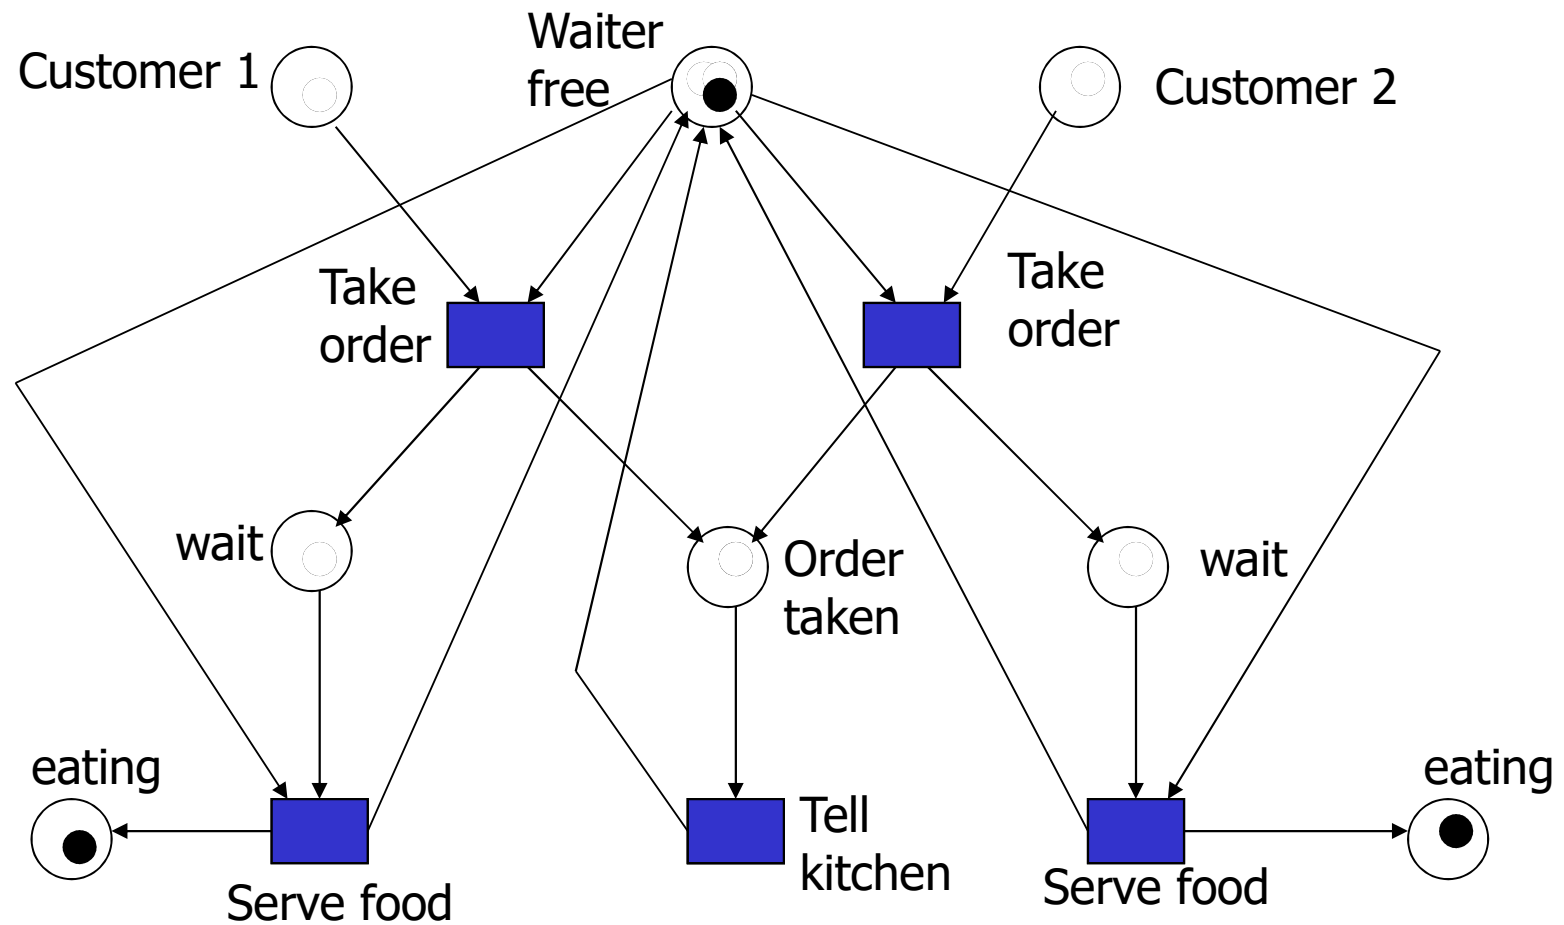 Waiter
free
Customer 1
Customer 2
Take
order
Take
order
wait
Order
taken
wait
eating
eating
Tell
kitchen
Serve food
Serve food